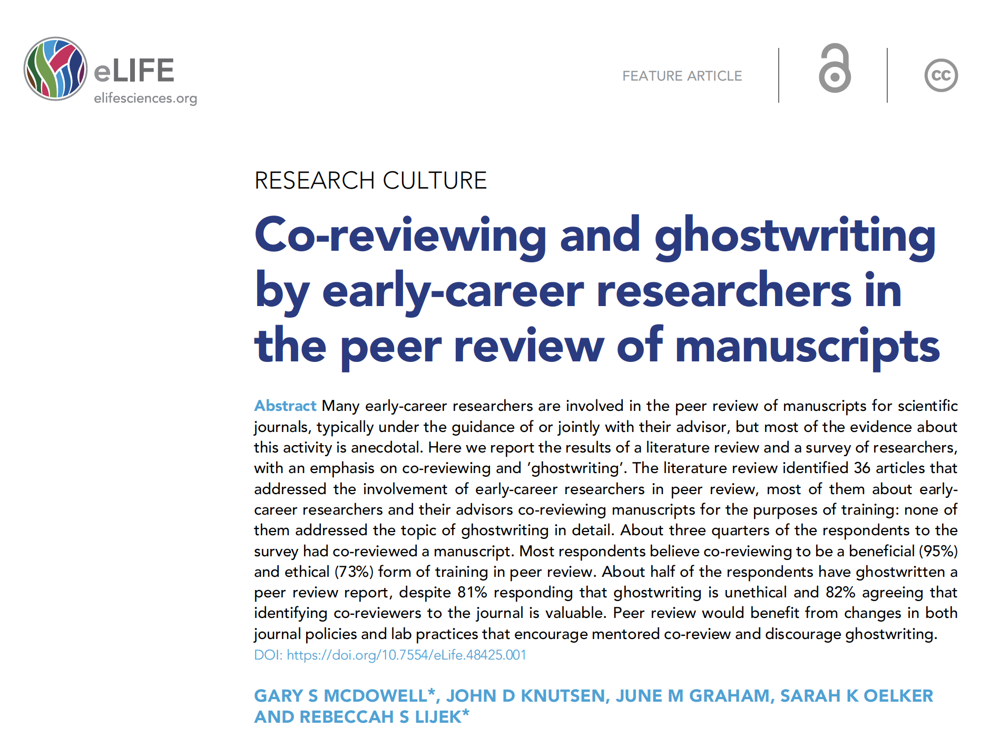 eLIFE
elifesciences.org
FEATURE ARTICLE
cc
RESEARCH CULTURE
Co-reviewing and ghostwriting
by early-career researchers in
the peer review of manuscripts
Abstract Many early-career researchers are involved in the peer review of manuscripts for scientific
journals, typically under the guidance of or jointly with their advisor, but most of the evidence about
this activity is anecdotal. Here we report the results of a literature review and a survey of researchers,
with an emphasis on co-reviewing and ’ghostwriting’. The literature review identified 36 articles that
addressed the involvement of early-career researchers in peer review, most of them about early-
career researchers and their advisors co-reviewing manuscripts for the purposes of training: none of
them addressed the topic of ghostwriting in detail. About three quarters of the respondents to the
survey had co-reviewed a manuscript. Most respondents believe co-reviewing to be a beneficial (95%)
and ethical (73%) form of training in peer review. About half of the respondents have ghostwritten a
peer review report, despite 81% responding that ghostwriting is unethical and 82% agreeing that
identifying co-reviewers to the journal is valuable. Peer review would benefit from changes in both
journal policies and lab practices that encourage mentored co-review and discourage ghostwriting.
DOI: https://doi.org/10.7554/eLife.48425.001
GARY S MCDOWELL*, JOHN D KNUTSEN, JUNE M GRAHAM, SARAH K OELKER
AND REBECCAH S LIJEK*